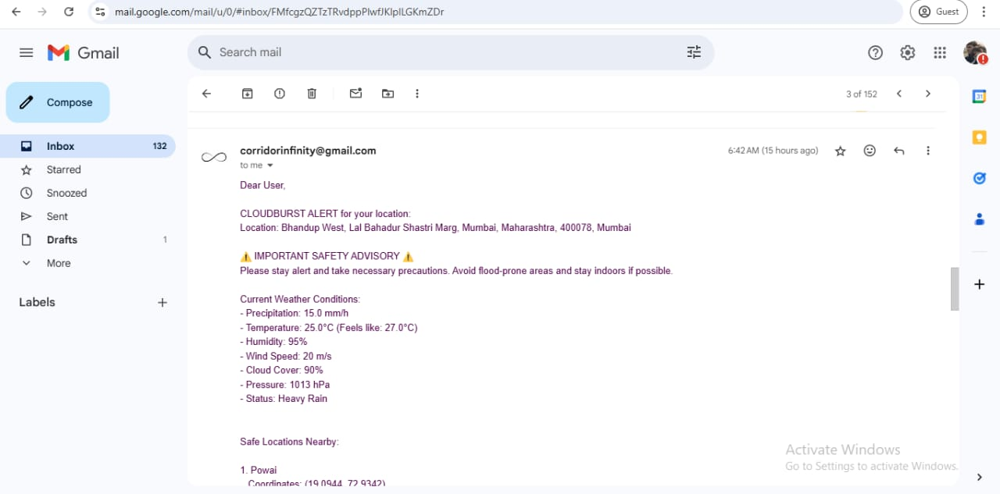 mail.google.com/mail/u/0/#inbox/FMfcgzQZTzTRvdppPlwfJKlpILGKmZDr
Guest
Gmail
Search mail
Compose
3 of 152
31
Inbox 132
Starred
Snoozed
Sent
Drafts 1
More
Labels
corridorinfinity@gmail.com
6:42 AM (15 hours ago)
to me
Dear User,
CLOUDBURST ALERT for your location:
Location: Bhandup West, Lal Bahadur Shastri Marg, Mumbai, Maharashtra, 400078, Mumbai
⚠️ IMPORTANT SAFETY ADVISORY ⚠️
Please stay alert and take necessary precautions. Avoid flood-prone areas and stay indoors if possible.
Current Weather Conditions:
- Precipitation: 15.0 mm/h
- Temperature: 25.0°C (Feels like: 27.0°C)
- Humidity: 95%
- Wind Speed: 20 m/s
- Cloud Cover: 90%
- Pressure: 1013 hPa
- Status: Heavy Rain
Safe Locations Nearby:
1. Powai
Coordinates: (19.0944, 72.9342)
Activate Windows
Go to Settings to activate Windows.